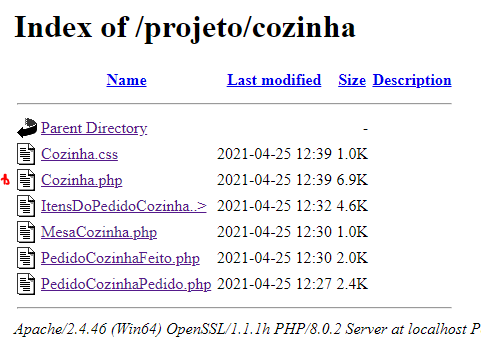 Index of /projeto/cozinha
Name Last modified Size Description
Parent Directory -
Cozinha.css 2021-04-25 12:39 1.0K
Cozinha.php 2021-04-25 12:39 6.9K
ItensDoPedidoCozinha..> 2021-04-25 12:32 4.6K
MesaCozinha.php 2021-04-25 12:30 1.0K
PedidoCozinhaFeito.php 2021-04-25 12:30 2.0K
PedidoCozinhaPedido.php 2021-04-25 12:27 2.4K
Apache/2.4.46 (Win64) OpenSSL/1.1.1h PHP/8.0.2 Server at localhost P